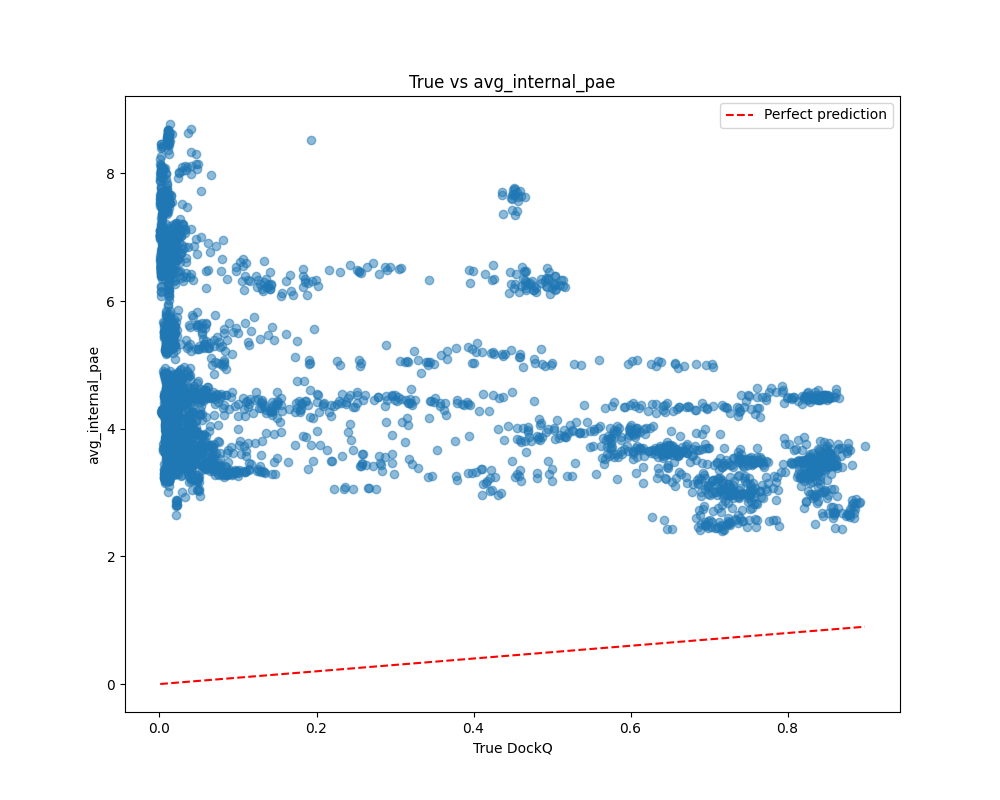 True vs avg_internal_pae
Perfect prediction
avg_internal_pae
8
6
4
2
0
0.0 0.2 0.4 0.6 0.8
True DockQ